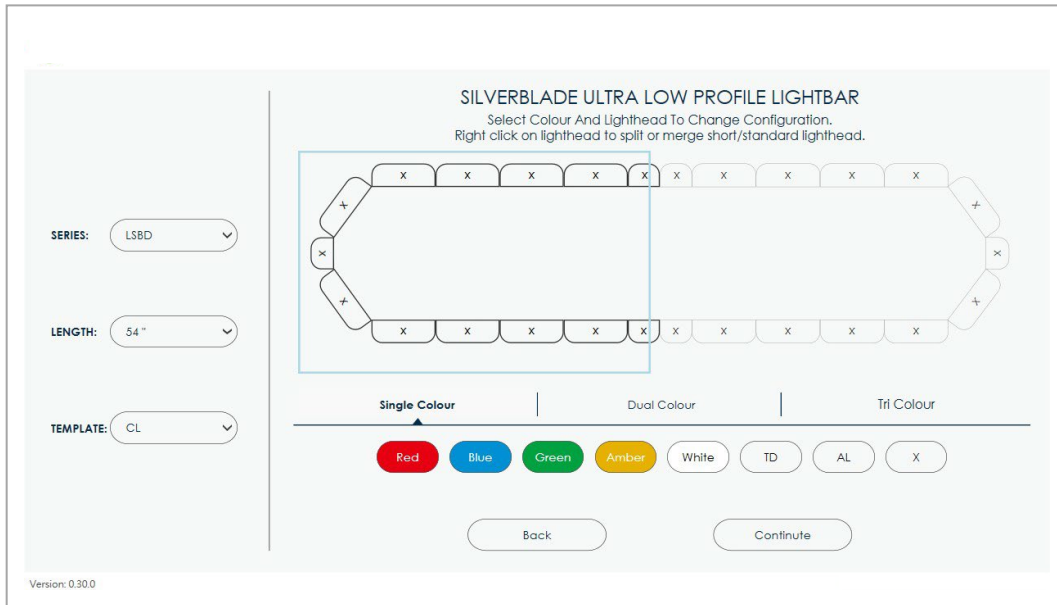 SILVERBLADE ULTRA LOW PROFILE LIGHTBAR
Select Colour And Lighthead To Change Configuration.
Right click on lighthead to split or merge short/standard lighthead.
X X X X X X X X X X
X X
SERIES: LSBD
X X
X X
LENGTH: 54 "
X X X X X X X X X X
Single Colour Dual Colour Tri Colour
TEMPLATE: CL
Red Blue Green Amber White TD AL X
Back Continute
Version: 0.30.0